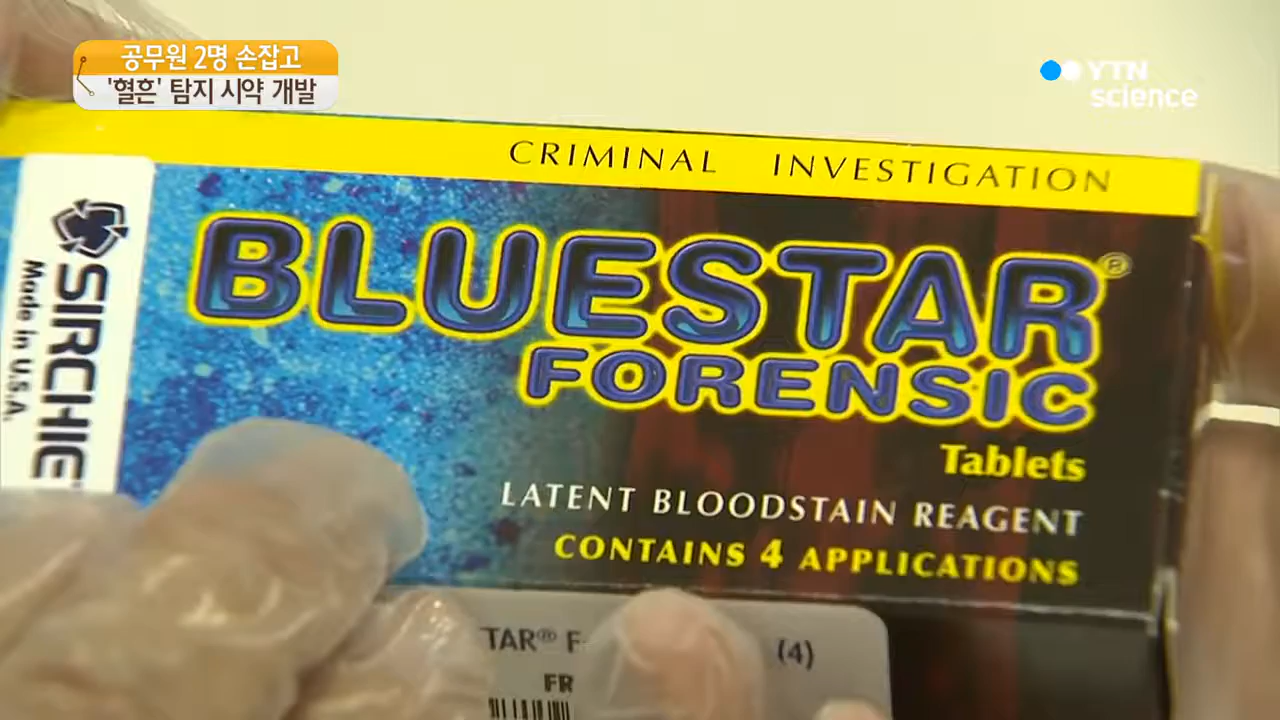 공무원 2명 손잡고
'혈흔' 탐지 시약 개발
YTN
science
CRIMINAL INVESTIGATION
BLUESTAR®
FORENSIC
Tablets
LATENT BLOODSTAIN REAGENT
CONTAINS 4 APPLICATIONS
SIRCHIE
Made in U.S.A.
TAR® F
(4)
FR